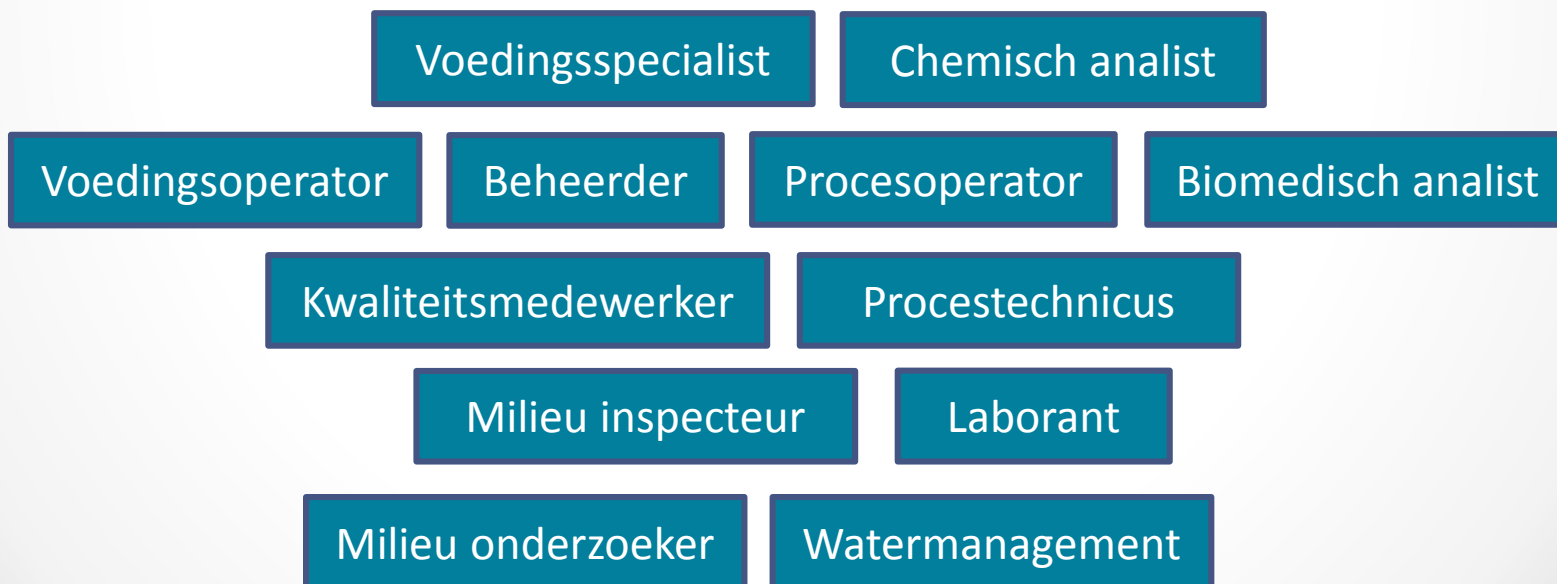 Voedingsspecialist
Chemisch analist
Voedingsoperator
Beheerder
Procesoperator
Biomedisch analist
Kwaliteitsmedewerker
Procestechnicus
Milieu inspecteur
Laborant
Milieu onderzoeker
Watermanagement